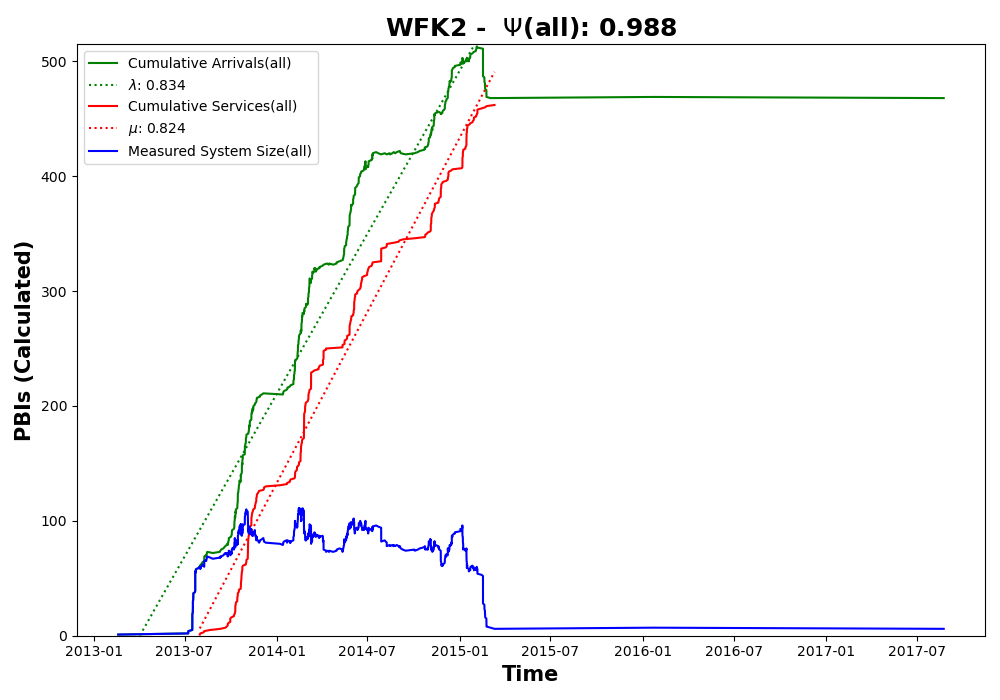 WFK2 - Ψ(all): 0.988
Cumulative Arrivals(all)
λ: 0.834
Cumulative Services(all)
μ: 0.824
Measured System Size(all)
PBIs (Calculated)
500
400
300
200
100
0
2013-01 2013-07 2014-01 2014-07 2015-01 2015-07 2016-01 2016-07 2017-01 2017-07
Time